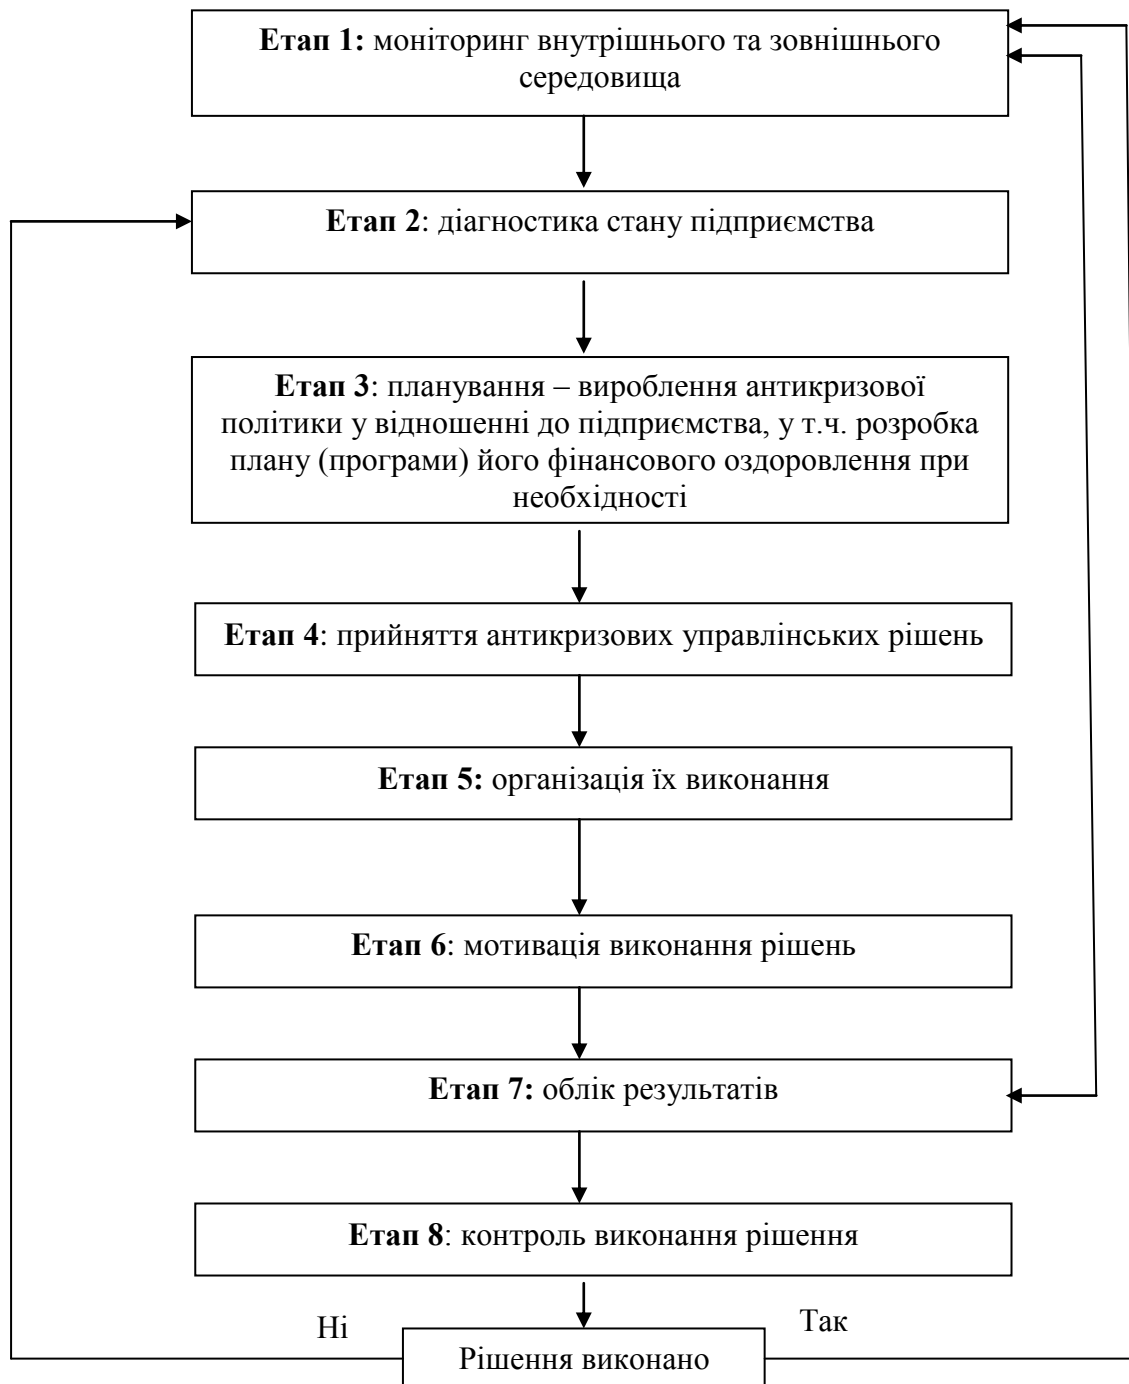 Етап 1: моніторинг внутрішнього та зовнішнього
середовища
Етап 2: діагностика стану підприємства
Етап 3: планування – вироблення антикризової
політики у відношенні до підприємства, у т.ч. розробка
плану (програми) його фінансового оздоровлення при
необхідності
Етап 4: прийняття антикризових управлінських рішень
Етап 5: організація їх виконання
Етап 6: мотивація виконання рішень
Етап 7: облік результатів
Етап 8: контроль виконання рішення
Ні
Так
Рішення виконано